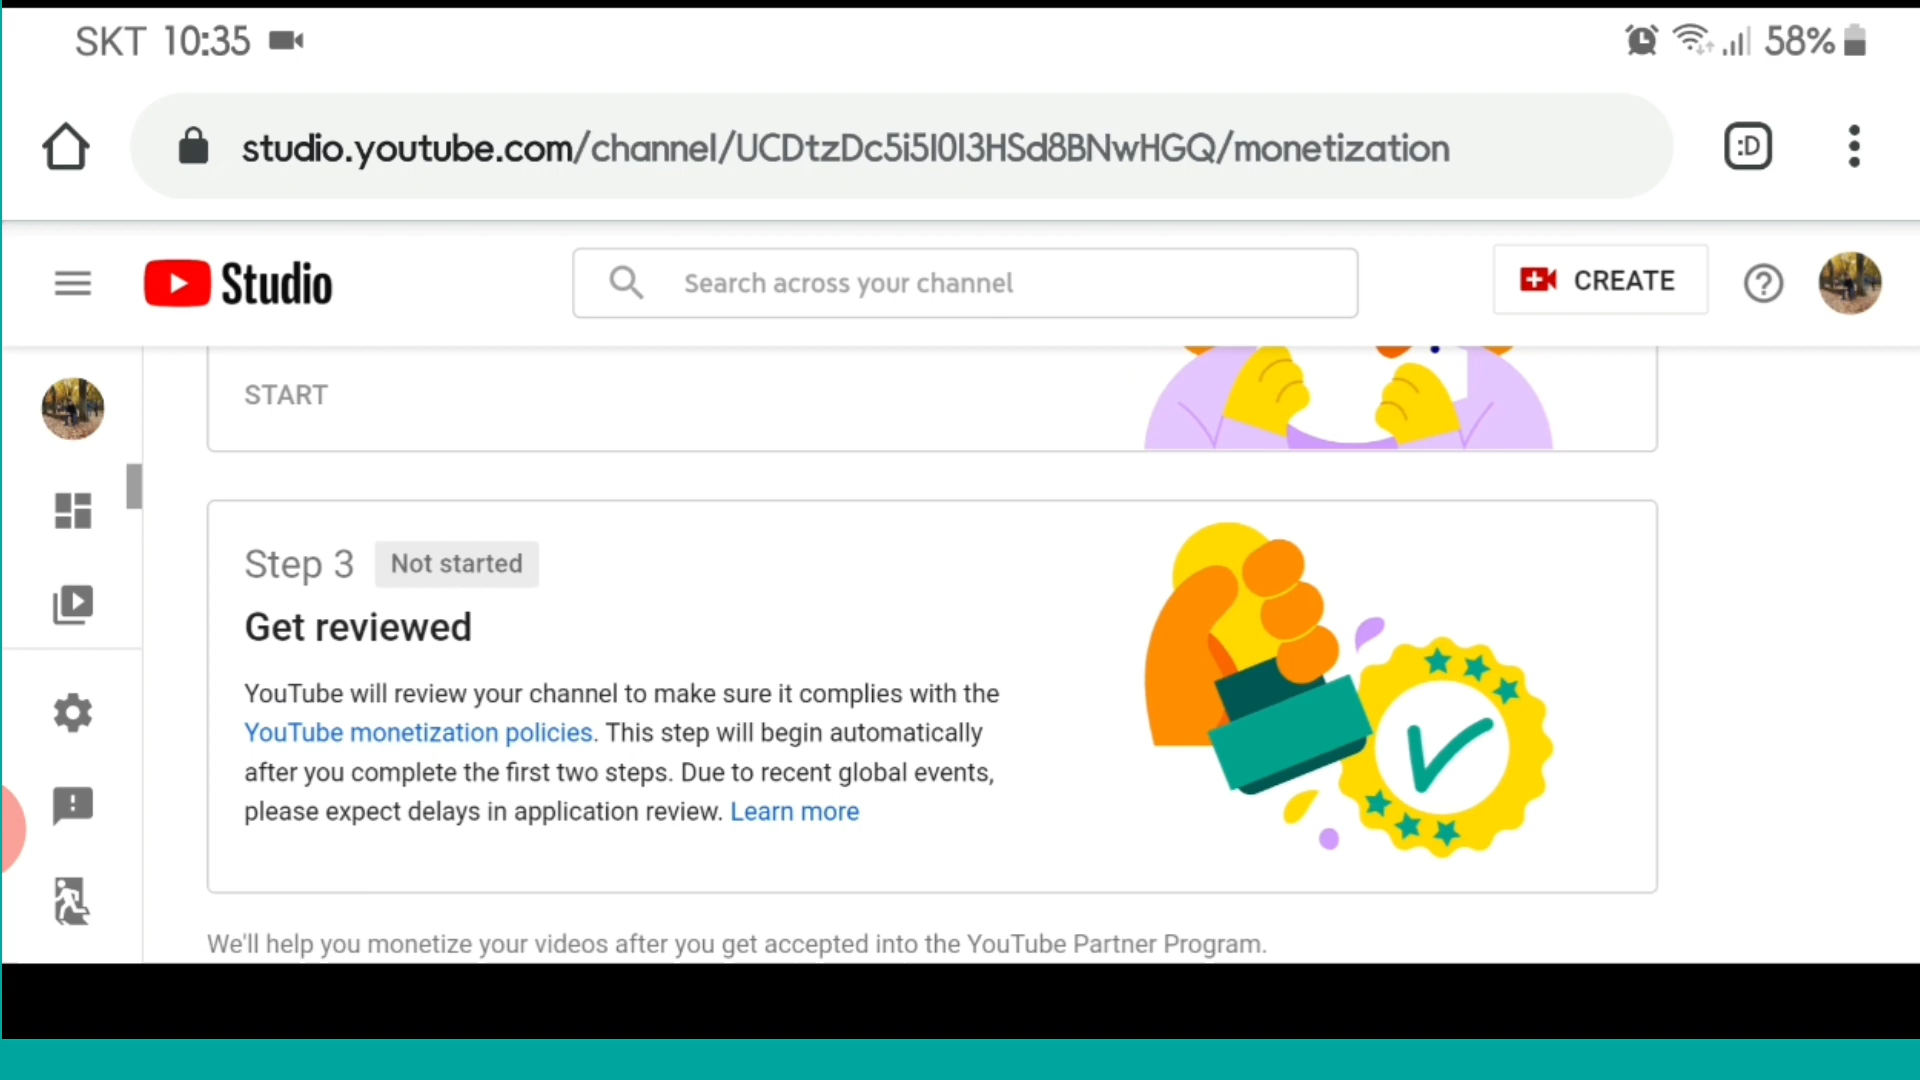 SKT 10:35
58%
studio.youtube.com/channel/UCDtzDc5i5I0I3HSd8BNwHGQ/monetization
:D
Studio
Search across your channel
CREATE
START
Step 3 Not started
Get reviewed
YouTube will review your channel to make sure it complies with the
YouTube monetization policies. This step will begin automatically
after you complete the first two steps. Due to recent global events,
please expect delays in application review. Learn more
We'll help you monetize your videos after you get accepted into the YouTube Partner Program.